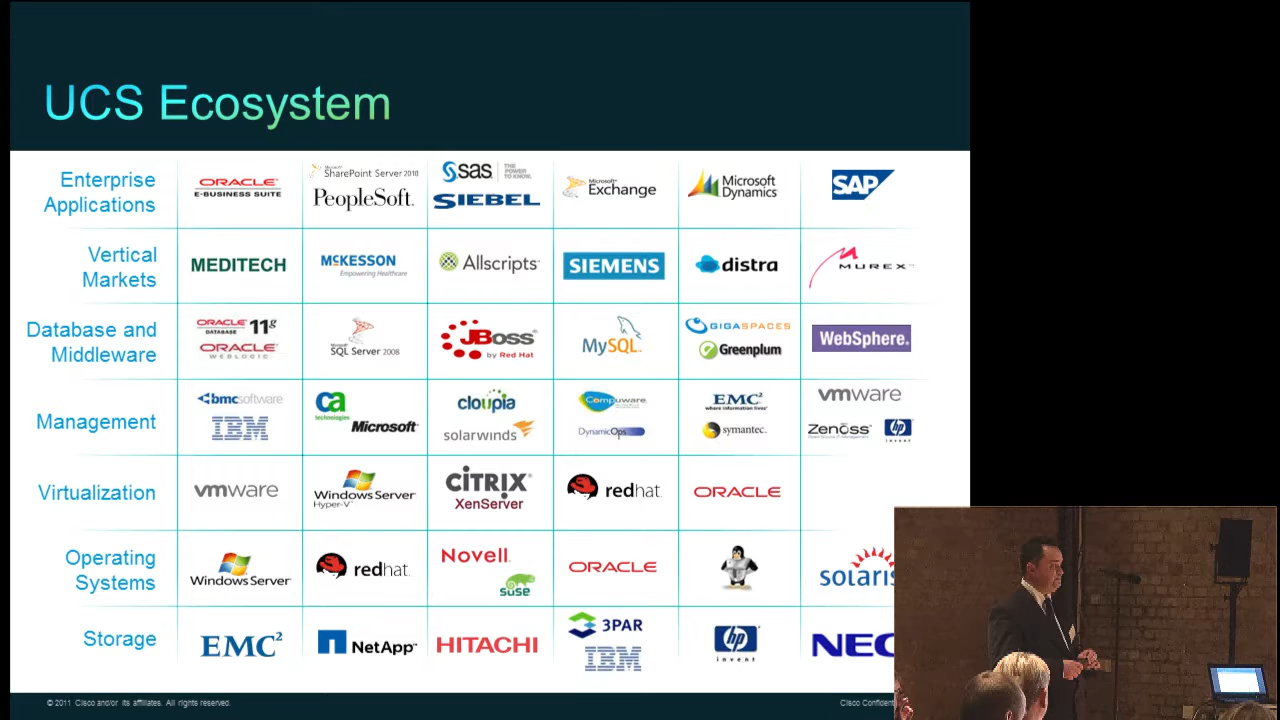 UCS Ecosystem
Enterprise
Applications
ORACLE
E-BUSINESS SUITE
Microsoft
SharePoint Server 2010
PeopleSoft.
sas THE POWER TO KNOW.
SIEBEL
Microsoft
Exchange
Microsoft
Dynamics
SAP
Vertical
Markets
MEDITECH
McKESSON
Empowering Healthcare
Allscripts
SIEMENS
distra
MUREX
Database and
Middleware
ORACLE 11g
DATABASE
ORACLE
WEBLOGIC
Microsoft
SQL Server 2008
JBoss
by Red Hat
MySQL
GIGASPACES
Greenplum
WebSphere.
Management
bmcsoftware
IBM
ca
technologies
Microsoft
cloupia
solarwinds
Compuware
DynamicOps
EMC²
where information lives
symantec.
vmware
Zenoss
hp
invent
Virtualization
vmware
Windows Server
Hyper-V
CITRIX
XenServer
redhat.
ORACLE
Operating
Systems
Windows Server
redhat.
Novell.
suse
ORACLE
solaris
Storage
EMC²
NetApp
HITACHI
3PAR
IBM
hp
invent
NEC
© 2011 Cisco and/or its affiliates. All rights reserved.
Cisco Confident